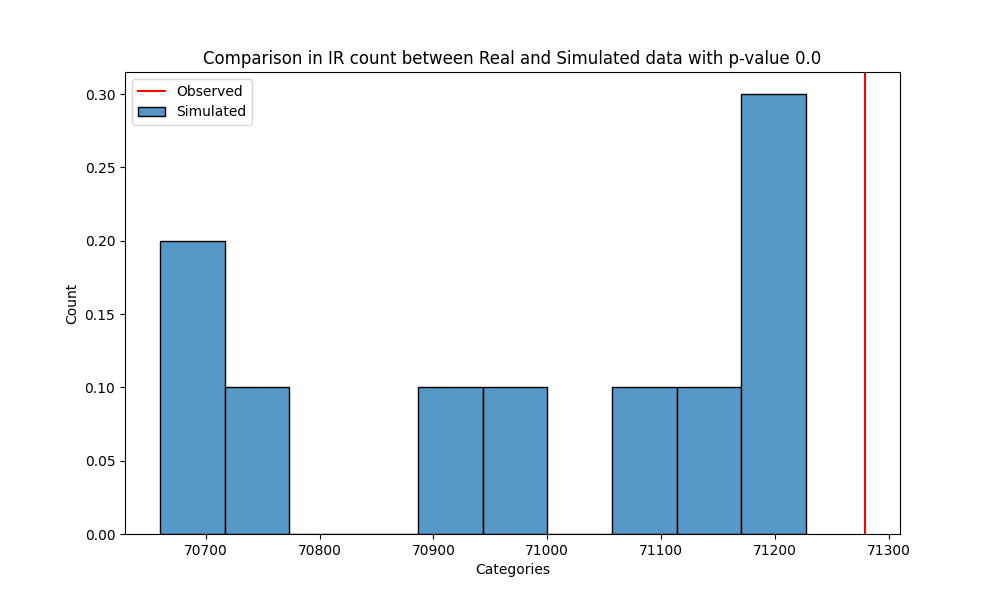 Comparison in IR count between Real and Simulated data with p-value 0.0
Observed
Simulated
0.30
0.25
0.20
0.15
0.10
0.05
0.00
Count
70700 70800 70900 71000 71100 71200 71300
Categories